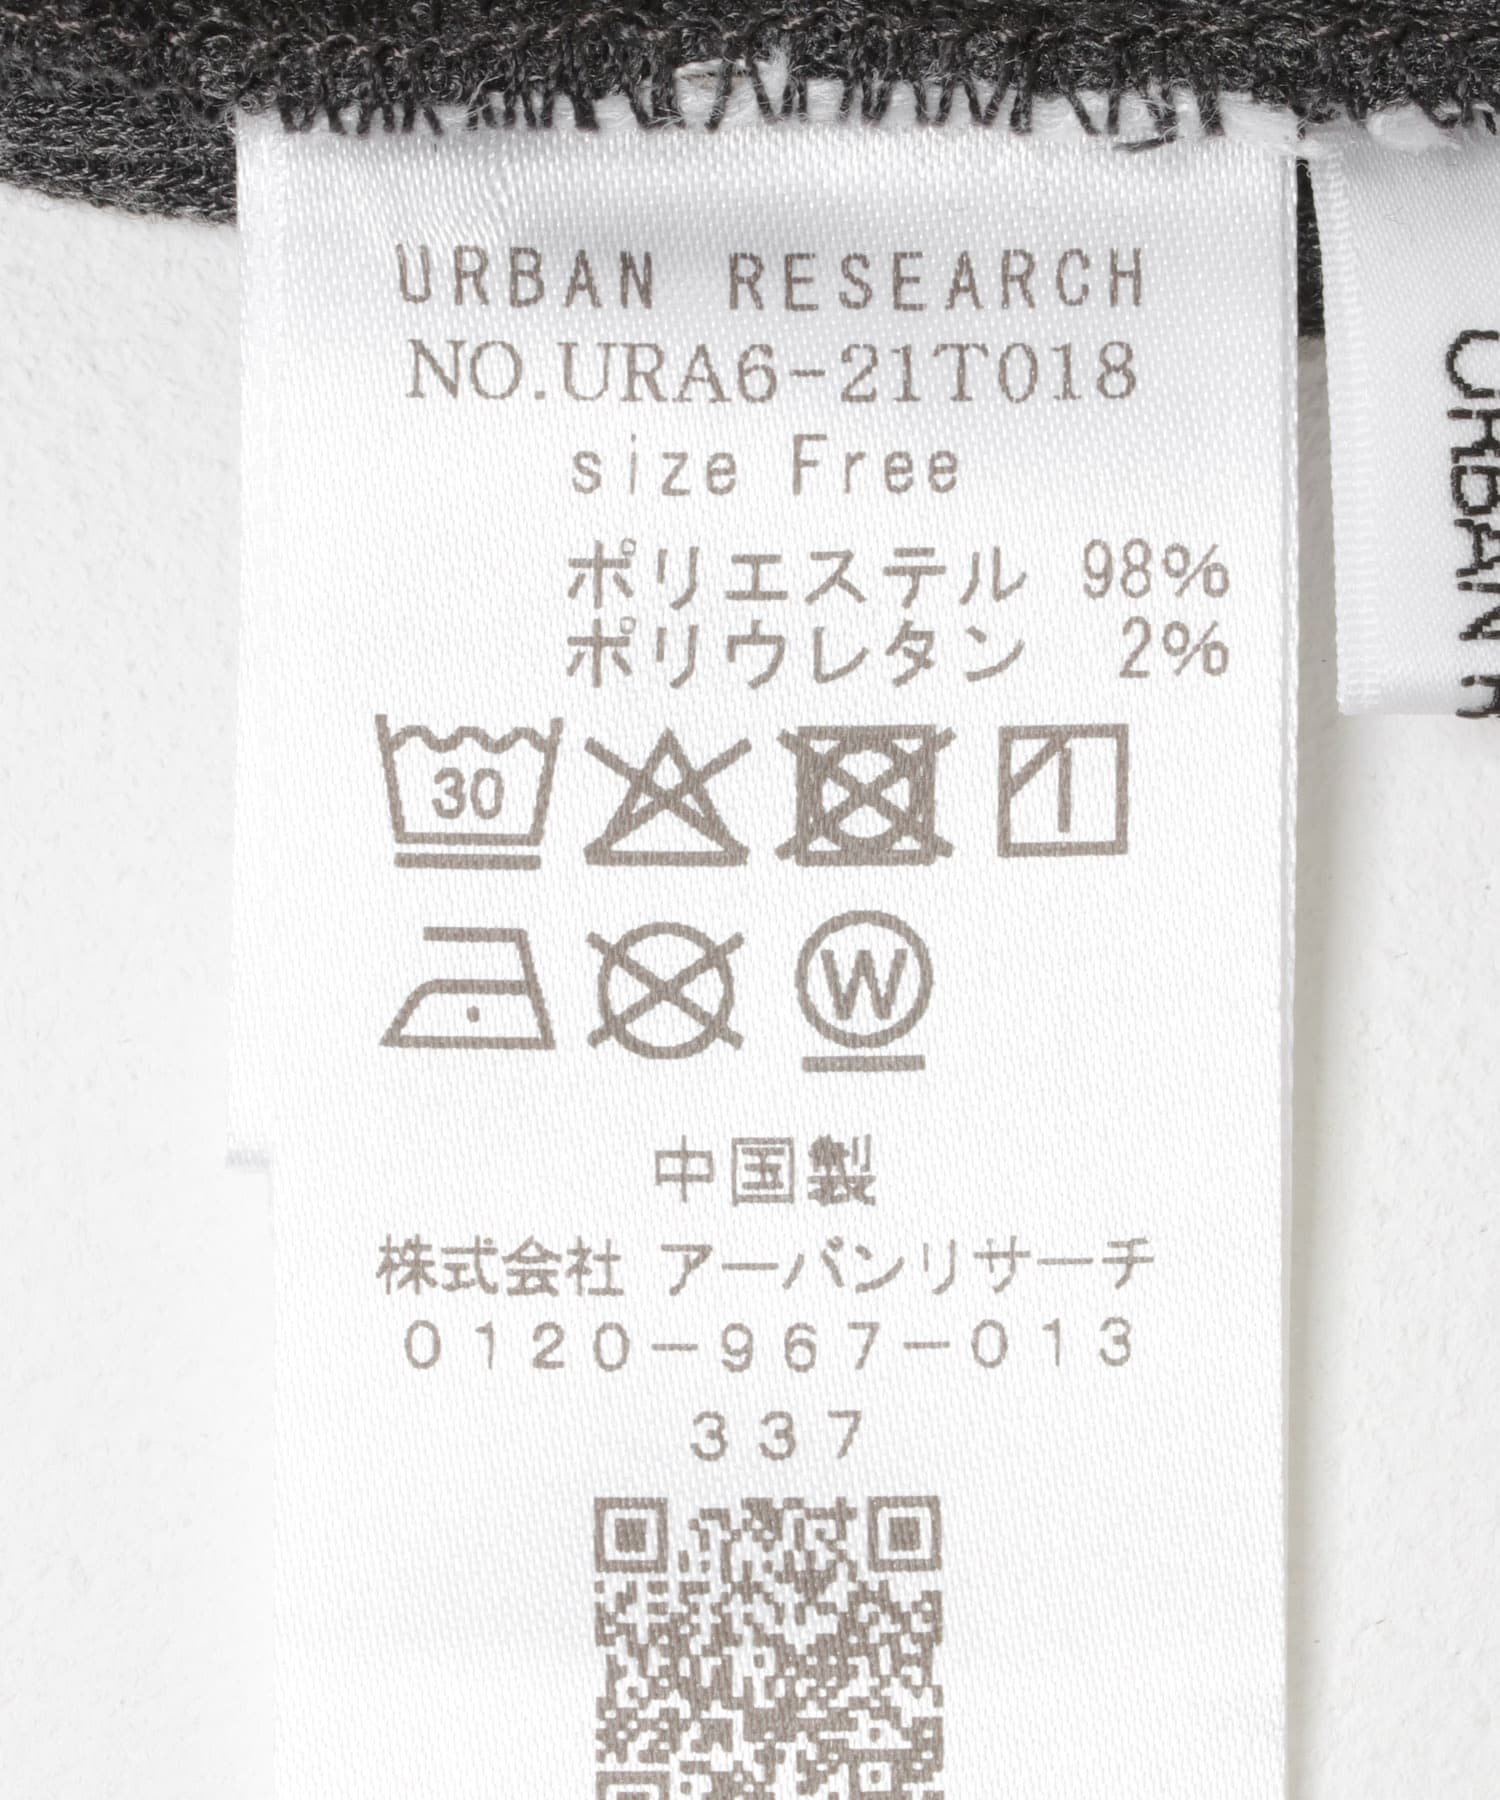 URBAN RESEARCH
NO.URA6-21T018
size Free
ポリエステル 98%
ポリウレタン 2%
30
W
中国製
株式会社 アーバンリサーチ
0120-967-013
337
URBAN